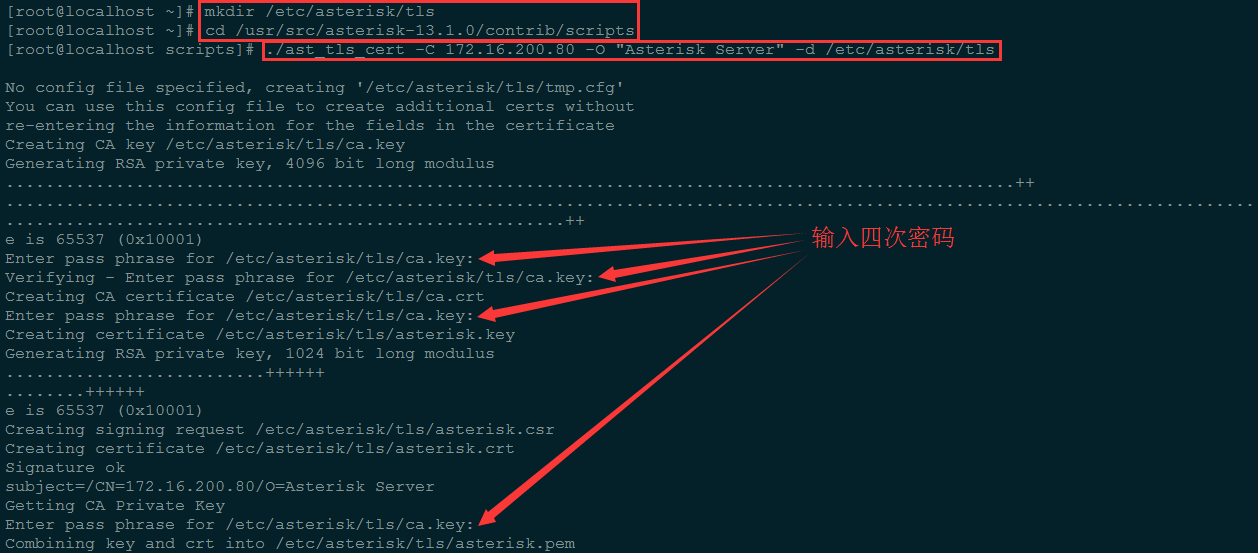 [root@localhost ~]# mkdir /etc/asterisk/tls
[root@localhost ~]# cd /usr/src/asterisk-13.1.0/contrib/scripts
[root@localhost scripts]# ./ast_tls_cert -C 172.16.200.80 -O "Asterisk Server" -d /etc/asterisk/tls
No config file specified, creating '/etc/asterisk/tls/tmp.cfg'
You can use this config file to create additional certs without
re-entering the information for the fields in the certificate
Creating CA key /etc/asterisk/tls/ca.key
Generating RSA private key, 4096 bit long modulus
.....................................................................................................++
.............................................................................................................................
........................................................++
e is 65537 (0x10001)
输入四次密码
Enter pass phrase for /etc/asterisk/tls/ca.key:
Verifying - Enter pass phrase for /etc/asterisk/tls/ca.key:
Creating CA certificate /etc/asterisk/tls/ca.crt
Enter pass phrase for /etc/asterisk/tls/ca.key:
Creating certificate /etc/asterisk/tls/asterisk.key
Generating RSA private key, 1024 bit long modulus
..........................++++++
........++++++
e is 65537 (0x10001)
Creating signing request /etc/asterisk/tls/asterisk.csr
Creating certificate /etc/asterisk/tls/asterisk.crt
Signature ok
subject=/CN=172.16.200.80/O=Asterisk Server
Getting CA Private Key
Enter pass phrase for /etc/asterisk/tls/ca.key:
Combining key and crt into /etc/asterisk/tls/asterisk.pem